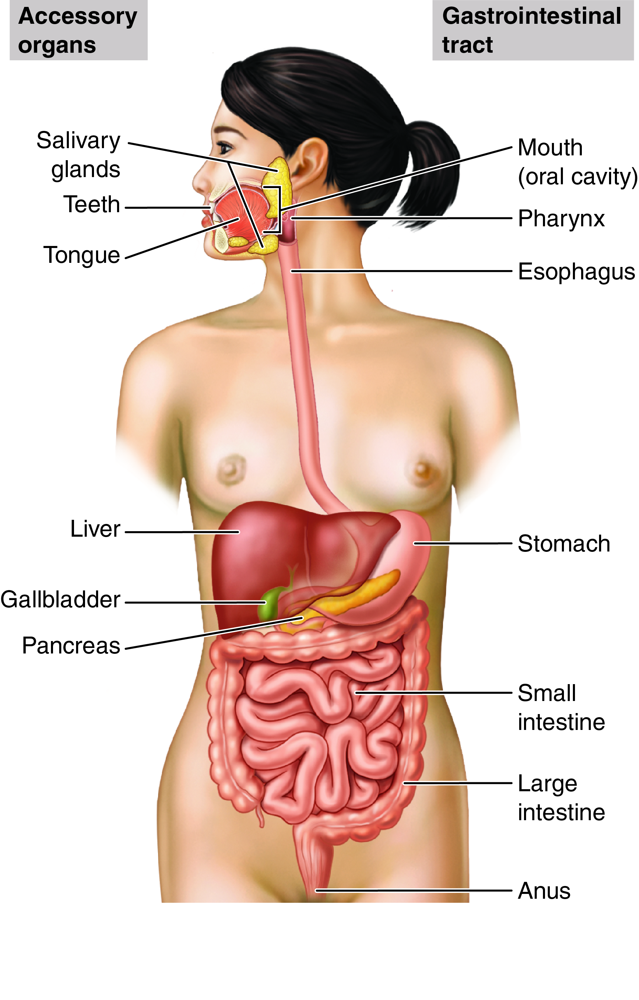 Accessory
organs
Salivary
glands
Teeth
Tongue
Liver
Gallbladder
Pancreas
Gastrointestinal
tract
Mouth
(oral cavity)
Pharynx
Esophagus
Stomach
Small
intestine
Large
intestine
Anus